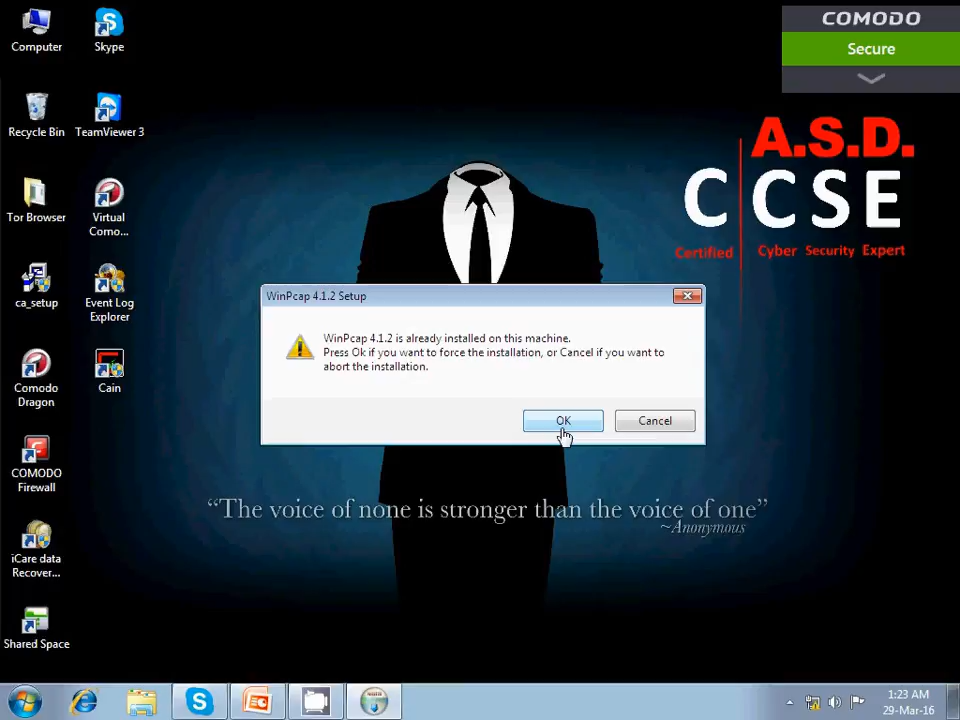 Computer
Skype
Recycle Bin
TeamViewer 3
Tor Browser
Virtual
Como...
ca_setup
Event Log
Explorer
Comodo
Dragon
Cain
COMODO
Firewall
iCare data
Recover...
Shared Space
COMODO
Secure
A.S.D.
C CSE
Certified Cyber Security Expert
WinPcap 4.1.2 Setup
WinPcap 4.1.2 is already installed on this machine.
Press Ok if you want to force the installation, or Cancel if you want to
abort the installation.
OK Cancel
“The voice of none is stronger than the voice of one”
~Anonymous
1:23 AM
29-Mar-16